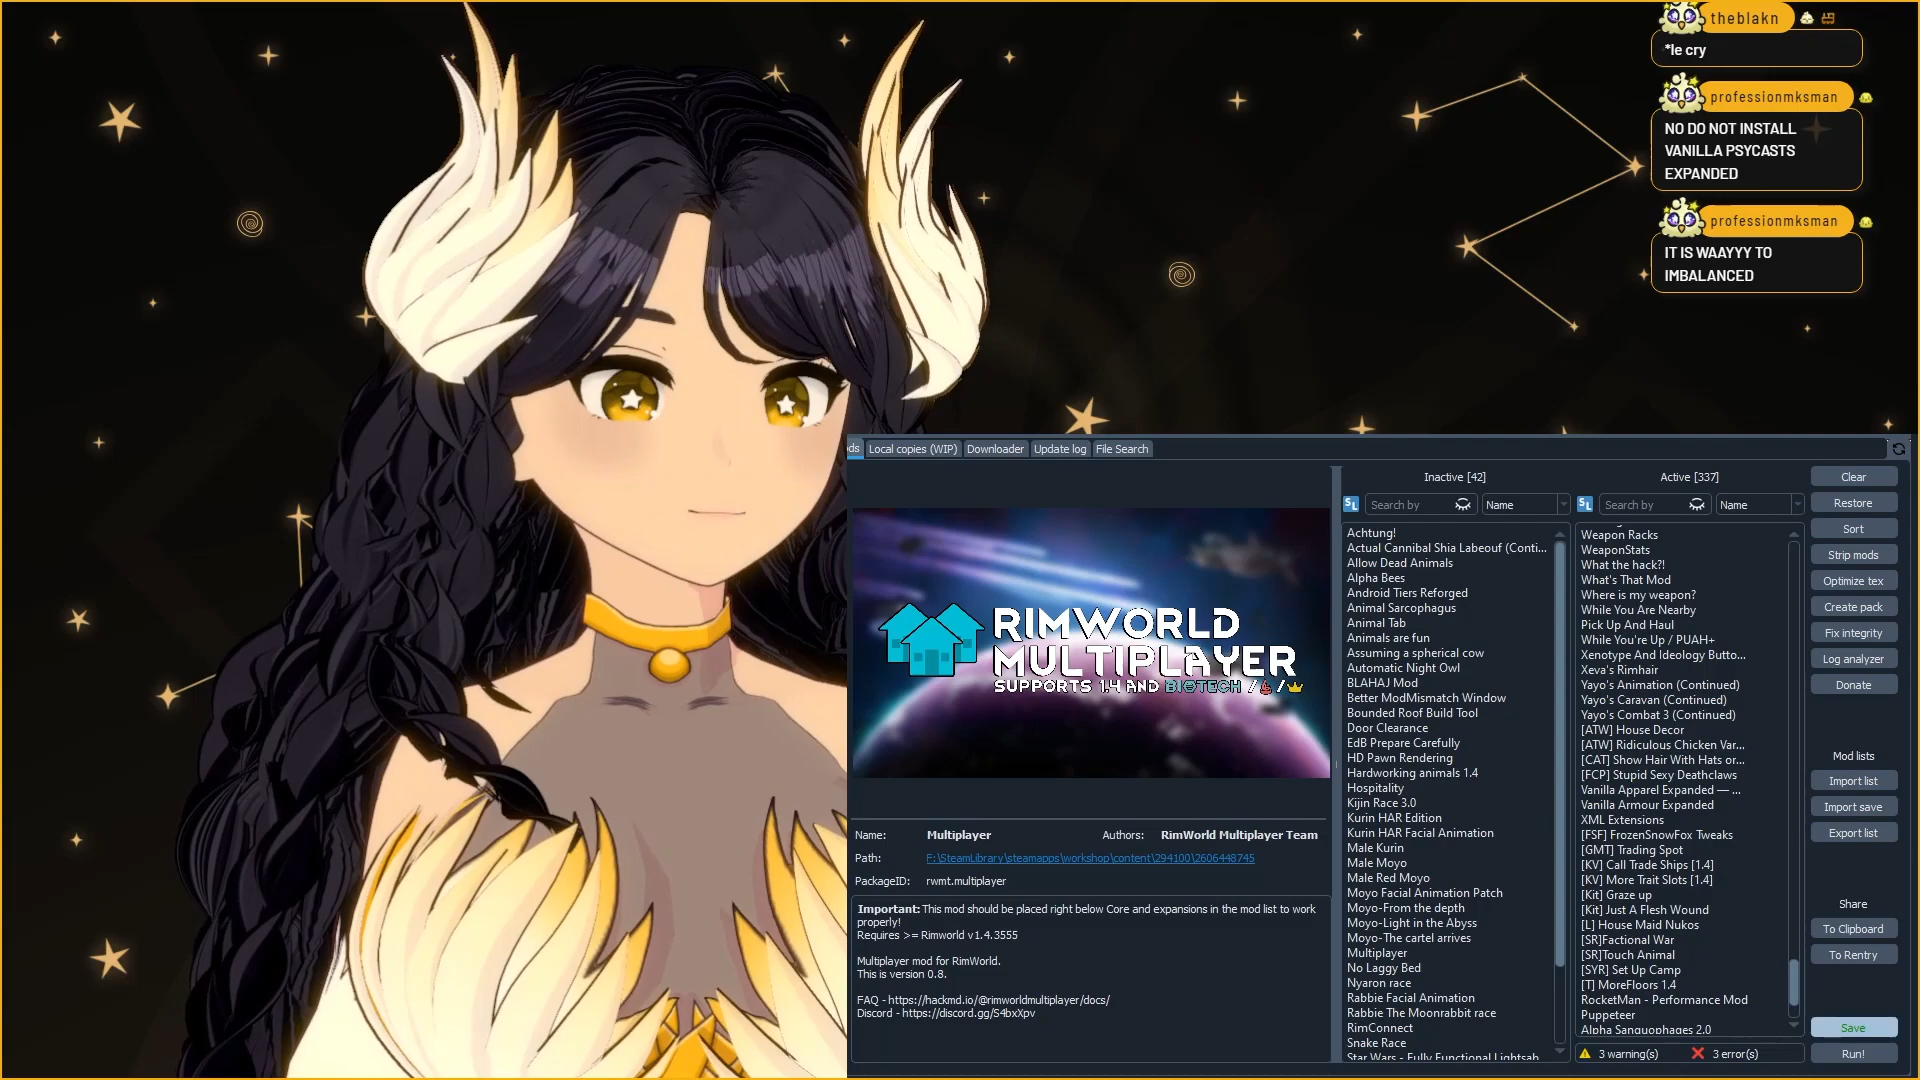 theblakn
*le cry
professionmksman
NO DO NOT INSTALL
VANILLA PSYCASTS
EXPANDED
professionmksman
IT IS WAAYYY TO
IMBALANCED
ds
Local copies (WIP)
Downloader
Update log
File Search
RIMWORLD
MULTIPLAYER
SUPPORTS 1.4 AND BIOTECH / /
Name: Multiplayer Authors: RimWorld Multiplayer Team
Path: F:\SteamLibrary\steamapps\workshop\content\294100\2606448745
PackageID: rwmt.multiplayer
Important: This mod should be placed right below Core and expansions in the mod list to work
properly!
Requires >= Rimworld v1.4.3555
Multiplayer mod for RimWorld.
This is version 0.8.
FAQ - https://hackmd.io/@rimworldmultiplayer/docs/
Discord - https://discord.gg/S4bxXpv
Inactive [42]
SL
Search by
Name
Achtung!
Actual Cannibal Shia Labeouf (Conti...
Allow Dead Animals
Alpha Bees
Android Tiers Reforged
Animal Sarcophagus
Animal Tab
Animals are fun
Assuming a spherical cow
Automatic Night Owl
BLAHAJ Mod
Better ModMismatch Window
Bounded Roof Build Tool
Door Clearance
EdB Prepare Carefully
HD Pawn Rendering
Hardworking animals 1.4
Hospitality
Kijin Race 3.0
Kurin HAR Edition
Kurin HAR Facial Animation
Male Kurin
Male Moyo
Male Red Moyo
Moyo Facial Animation Patch
Moyo-From the depth
Moyo-Light in the Abyss
Moyo-The cartel arrives
Multiplayer
No Laggy Bed
Nyaron race
Rabbie Facial Animation
Rabbie The Moonrabbit race
RimConnect
Snake Race
Star Wars - Fully Functional Lightsab
Active [337]
SL
Search by
Name
Weapon Racks
WeaponStats
What the hack?!
What's That Mod
Where is my weapon?
While You Are Nearby
Pick Up And Haul
While You're Up / PUAH+
Xenotype And Ideology Butto...
Xeva's Rimhair
Yayo's Animation (Continued)
Yayo's Caravan (Continued)
Yayo's Combat 3 (Continued)
[ATW] House Decor
[ATW] Ridiculous Chicken Var...
[CAT] Show Hair With Hats or...
[FCP] Stupid Sexy Deathclaws
Vanilla Apparel Expanded — ...
Vanilla Armour Expanded
XML Extensions
[FSF] FrozenSnowFox Tweaks
[GMT] Trading Spot
[KV] Call Trade Ships [1.4]
[KV] More Trait Slots [1.4]
[Kit] Graze up
[Kit] Just A Flesh Wound
[L] House Maid Nukos
[SR]Factional War
[SR]Touch Animal
[SYR] Set Up Camp
[T] MoreFloors 1.4
RocketMan - Performance Mod
Puppeteer
Alpha Sanguophages 2.0
3 warning(s)
3 error(s)
Clear
Restore
Sort
Strip mods
Optimize tex
Create pack
Fix integrity
Log analyzer
Donate
Mod lists
Import list
Import save
Export list
Share
To Clipboard
To Rentry
Save
Run!